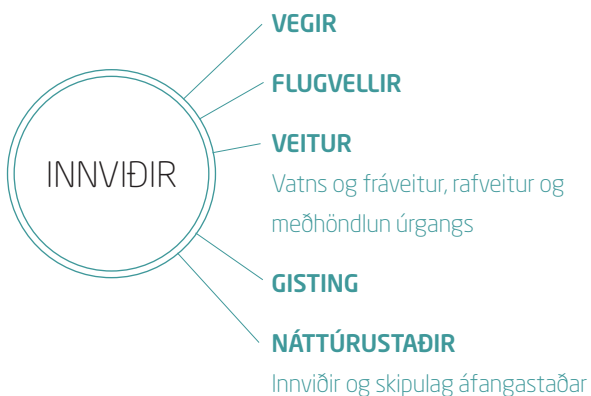 VEGIR
FLUGVELLIR
INNVIÐIR
VEITUR
Vatns og fráveitur, rafveitur og
meðhöndlun úrgangs
GISTING
NÁTTÚRUSTAÐIR
Innviðir og skipulag áfangastaðar